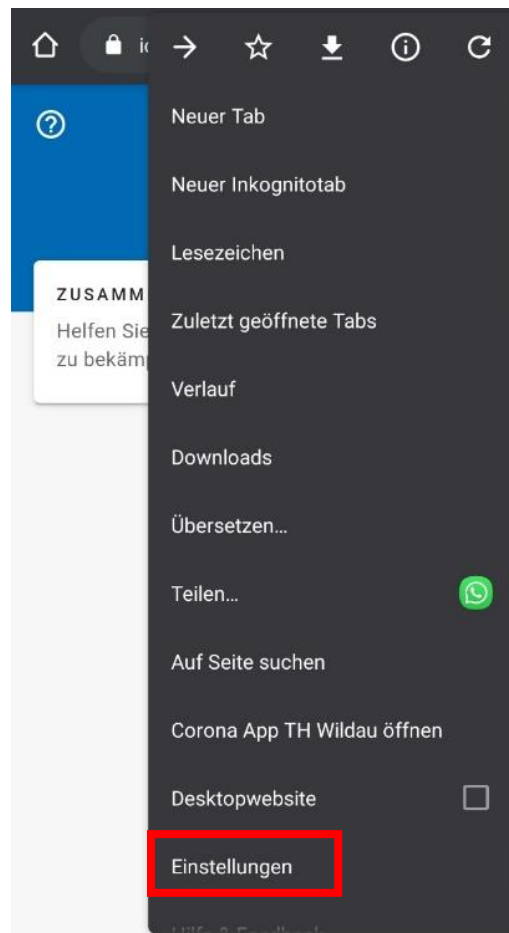 Neuer Tab
Neuer Inkognitotab
Lesezeichen
ZUSAMM
Helfen Sie
zu bekäm
Zuletzt geöffnete Tabs
Verlauf
Downloads
Übersetzen...
Teilen...
Auf Seite suchen
Corona App TH Wildau öffnen
Desktopwebsite
Einstellungen